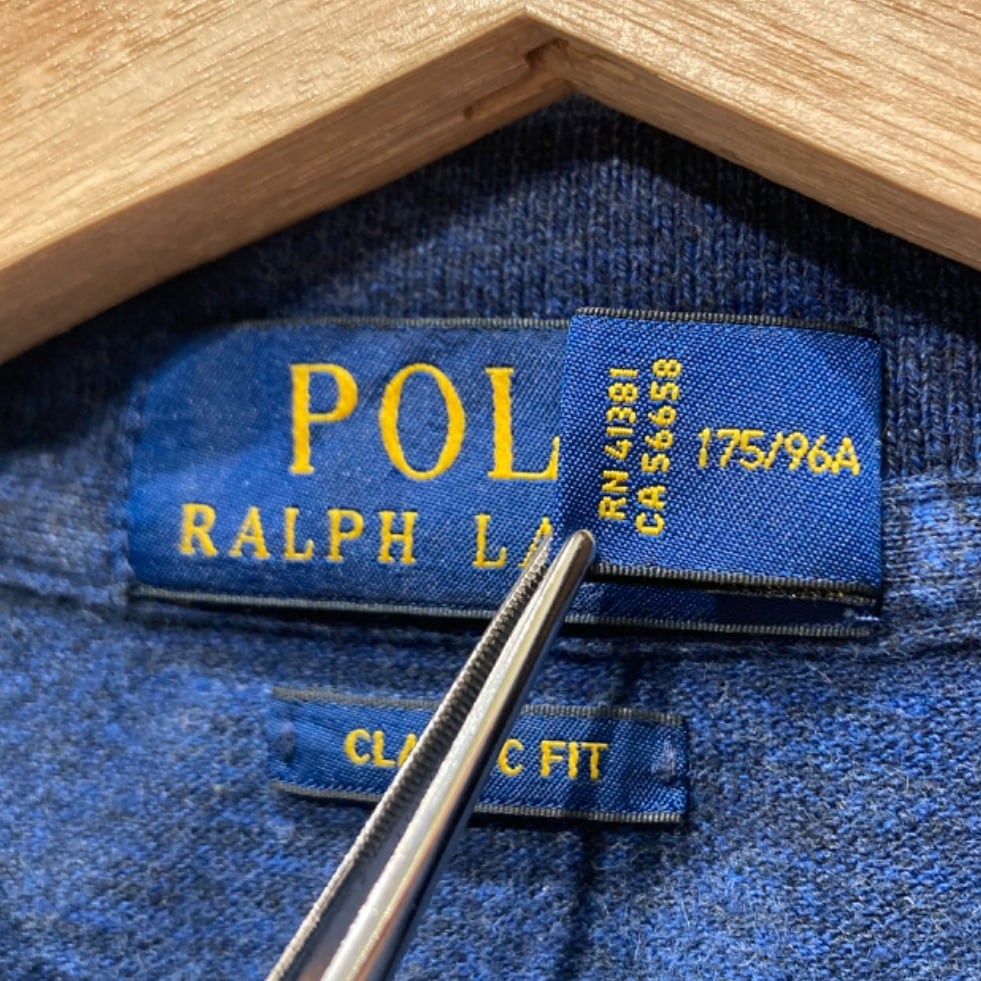 POL
RALPH LA
RN 41381
CA 56658
175/96A
CLA C FIT